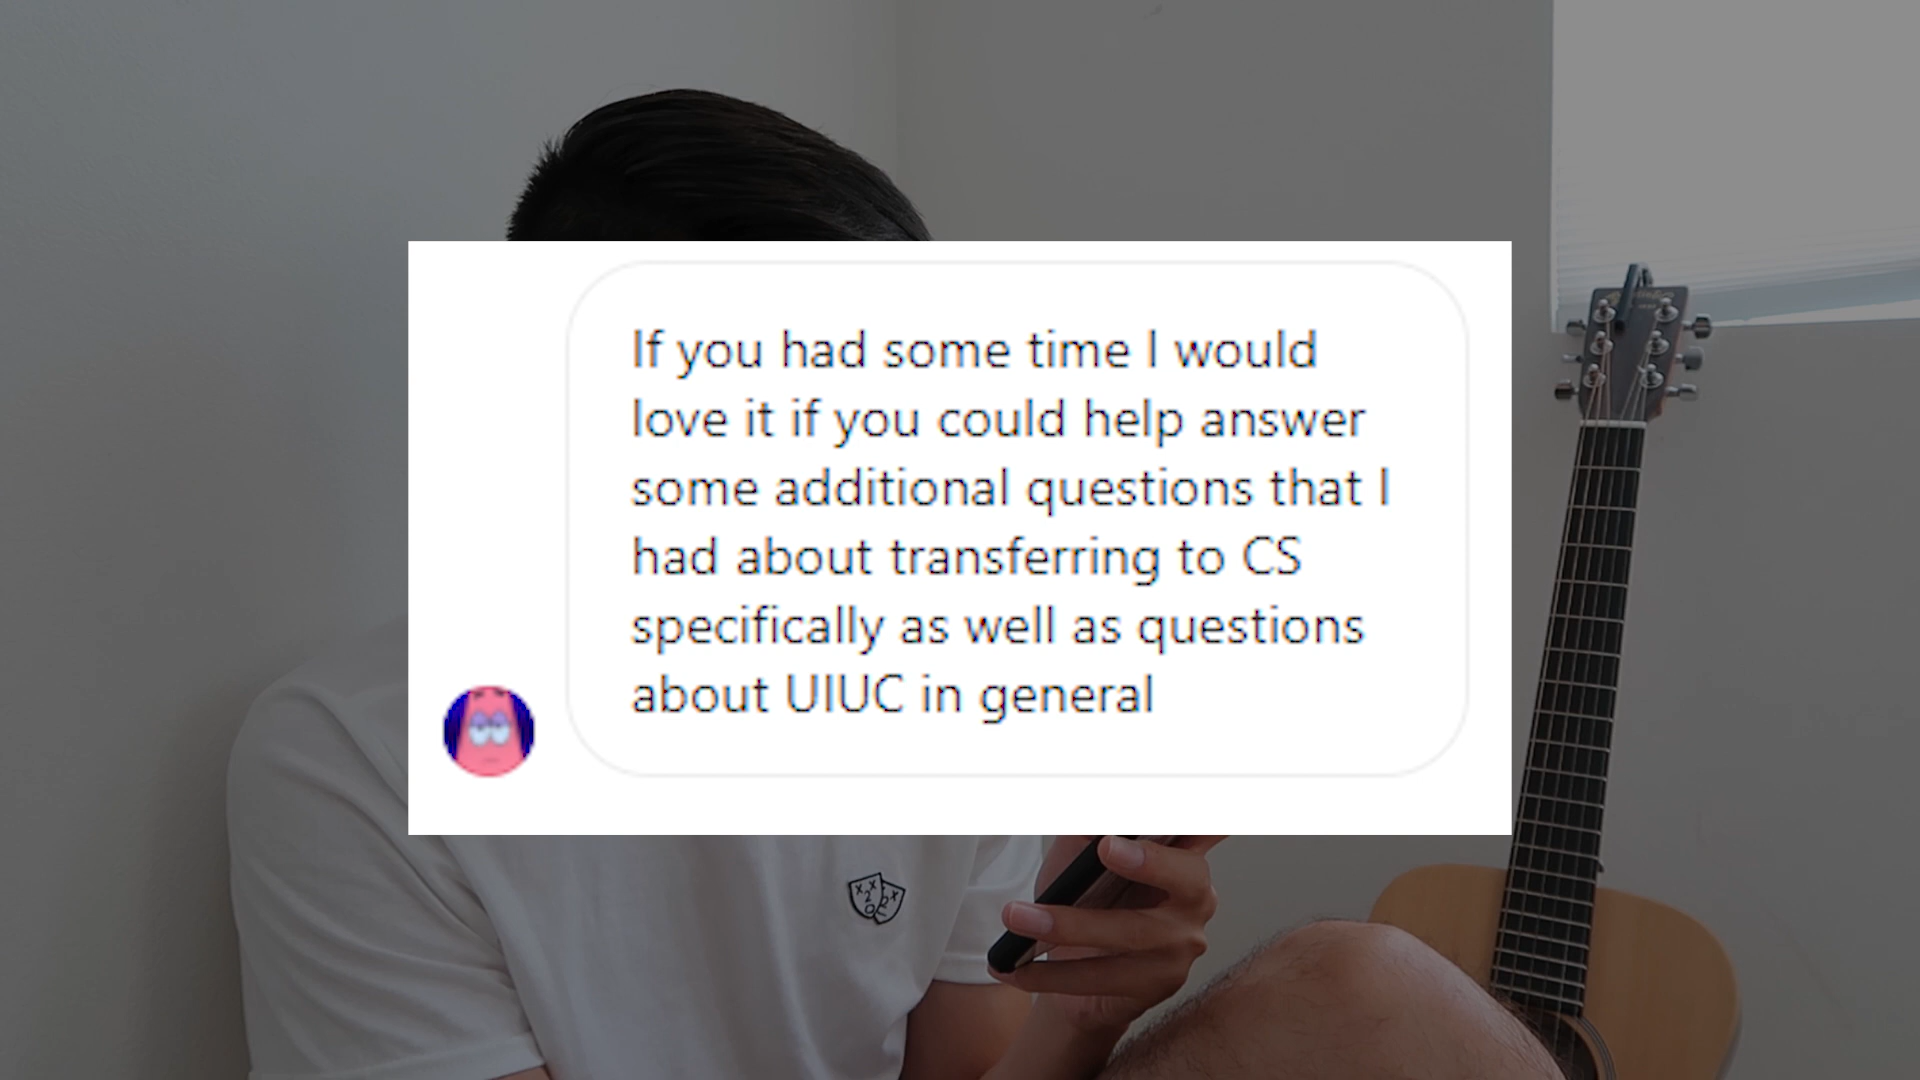 If you had some time I would
love it if you could help answer
some additional questions that I
had about transferring to CS
specifically as well as questions
about UIUC in general